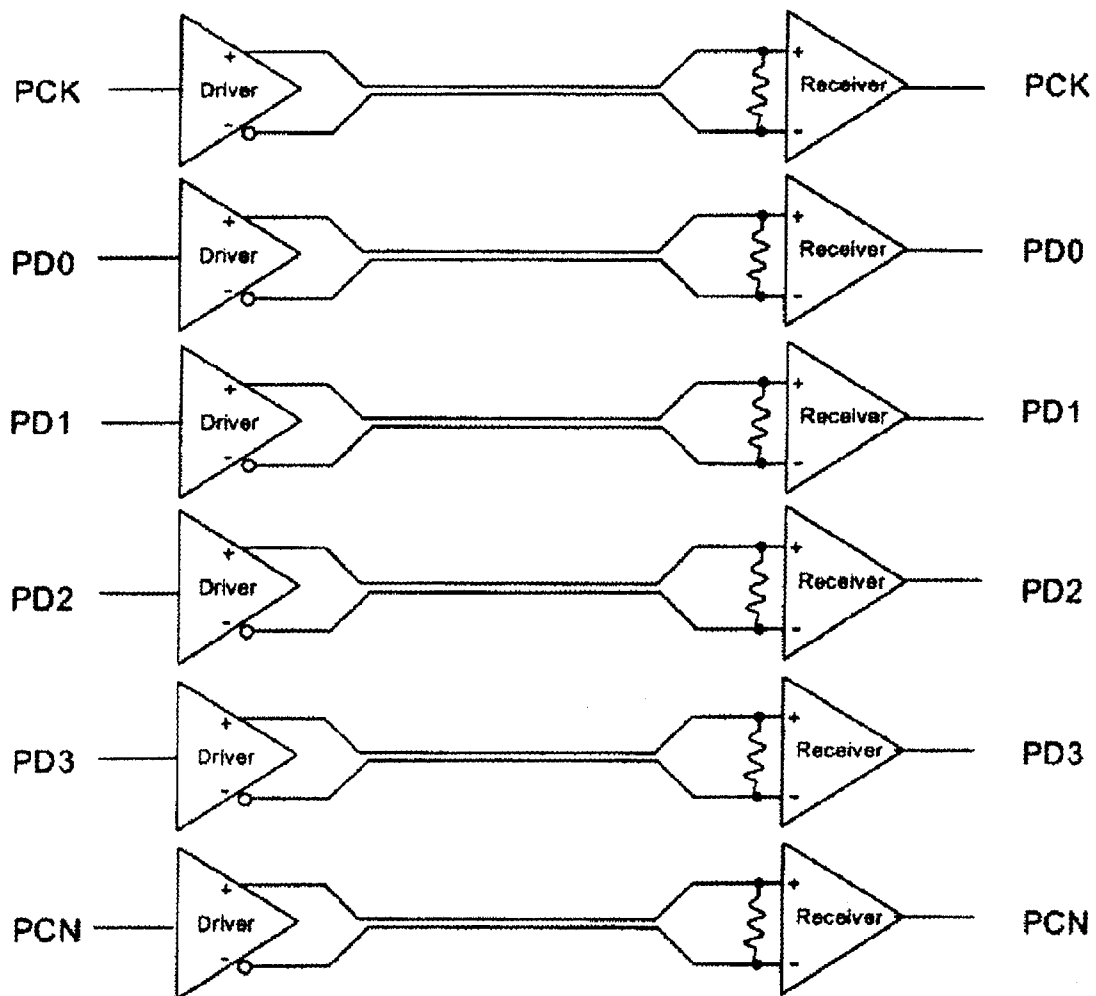 PCK + Driver - + Receiver - PCK
PD0 + Driver - + Receiver - PD0
PD1 + Driver - + Receiver - PD1
PD2 + Driver - + Receiver - PD2
PD3 + Driver - + Receiver - PD3
PCN + Driver - + Receiver - PCN